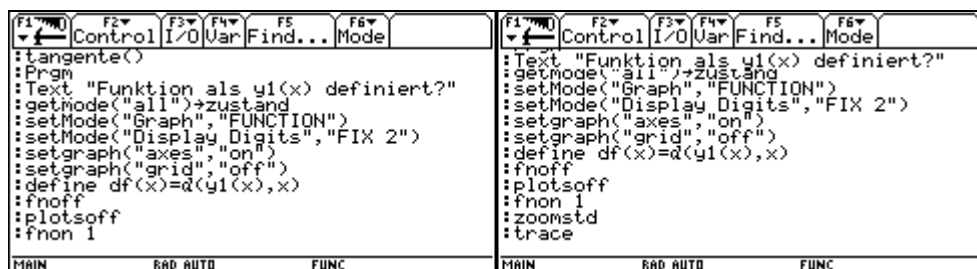 F1 F2 F3 F4 F5 F6
Control I/O Var Find... Mode
:tangente()
:Prgm
:Text "Funktion als y1(x) definiert?"
:getMode("all")→zustand
:setMode("Graph","FUNCTION")
:setMode("Display Digits","FIX 2")
:setgraph("axes","on")
:setgraph("grid","off")
:define df(x)=d(y1(x),x)
:fnoff
:plotsoff
:fnon 1
MAIN RAD AUTO FUNC
F1 F2 F3 F4 F5 F6
Control I/O Var Find... Mode
:Text "Funktion als y1(x) definiert?"
:getMode("all")→zustand
:setMode("Graph","FUNCTION")
:setMode("Display Digits","FIX 2")
:setgraph("axes","on")
:setgraph("grid","off")
:define df(x)=d(y1(x),x)
:fnoff
:plotsoff
:fnon 1
:zoomstd
:trace
MAIN RAD AUTO FUNC